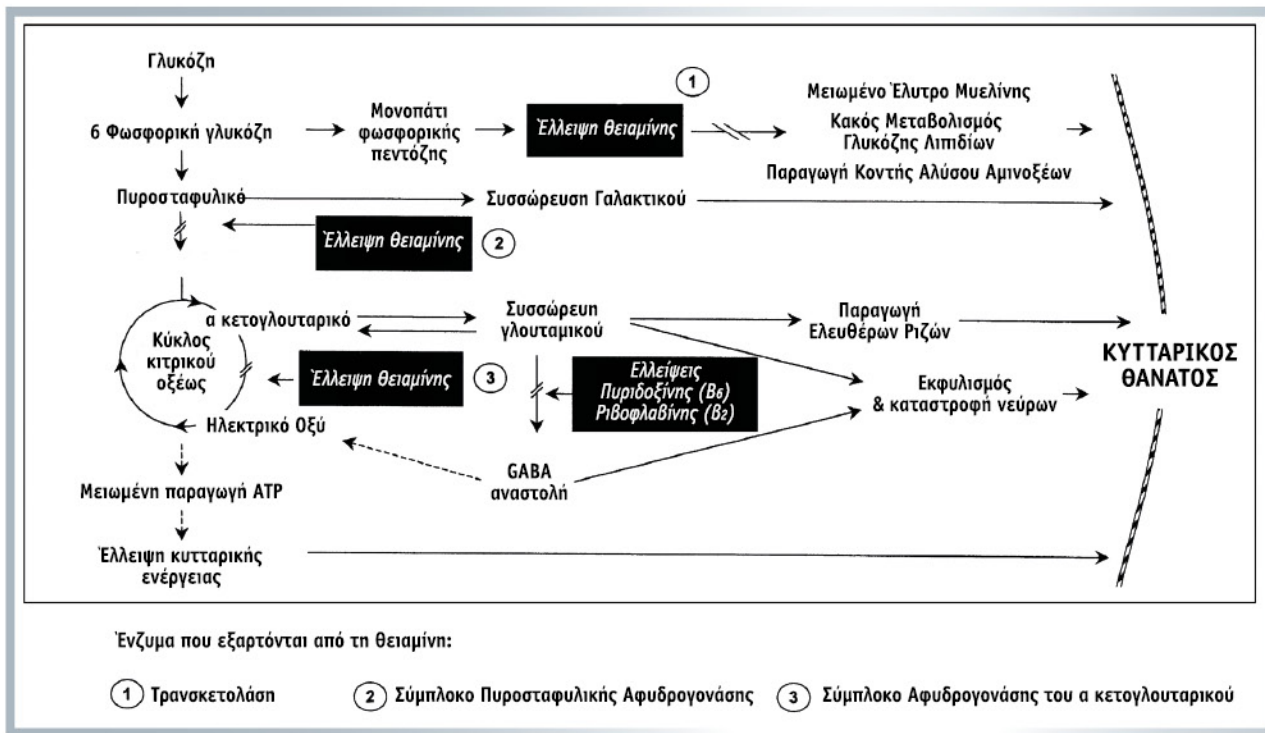 Γλυκόζη
1
6 Φωσφορική γλυκόζη
Μονοπάτι
φωσφορικής
πεντόζης
Έλλειψη θειαμίνης
Μειωμένο Έλυτρο Μυελίνης
Κακός Μεταβολισμός
Γλυκόζης Λιπιδίων
Παραγωγή Κοντής Αλύσου Αμινοξέων
Πυροσταφυλικό
Συσσώρευση Γαλακτικού
Έλλειψη θειαμίνης
2
α κετογλουταρικό
Συσσώρευση
γλουταμικού
Παραγωγή
Ελευθέρων Ριζών
ΚΥΤΤΑΡΙΚΟΣ
ΘΑΝΑΤΟΣ
Κύκλος
κιτρικού
οξέως
Έλλειψη θειαμίνης
3
Ελλείψεις
Πυριδοξίνης (Β6)
Ριβοφλαβίνης (Β2)
Εκφυλισμός
& καταστροφή νεύρων
Ηλεκτρικό Οξύ
GABA
αναστολή
Μειωμένη παραγωγή ATP
Έλλειψη κυτταρικής
ενέργειας
Ένζυμα που εξαρτόνται από τη θειαμίνη:
1 Τρανσκετολάση
2 Σύμπλοκο Πυροσταφυλικής Αφυδρογονάσης
3 Σύμπλοκο Αφυδρογονάσης του α κετογλουταρικού